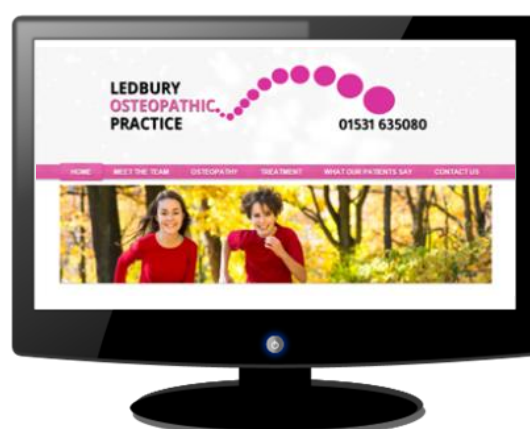 LEDBURY
OSTEOPATHIC
PRACTICE
01531 635080
HOME MEET THE TEAM OSTEOPATHY TREATMENT WHAT OUR PATIENTS SAY CONTACT US